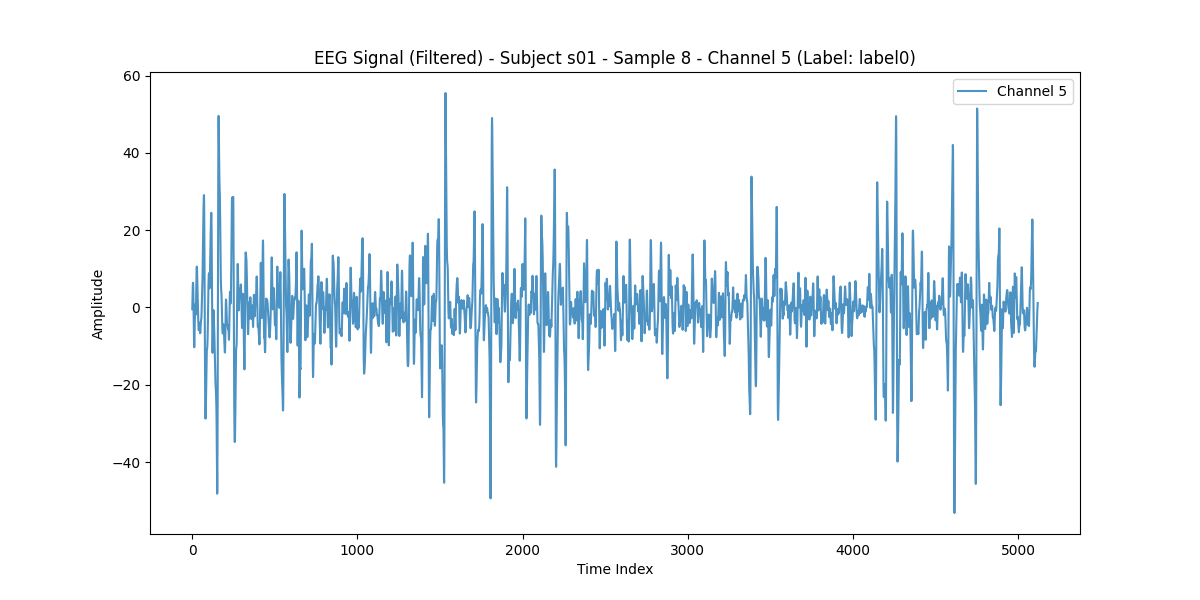 EEG Signal (Filtered) - Subject s01 - Sample 8 - Channel 5 (Label: label0)
Channel 5
60
40
20
0
−20
−40
Amplitude
0 1000 2000 3000 4000 5000
Time Index